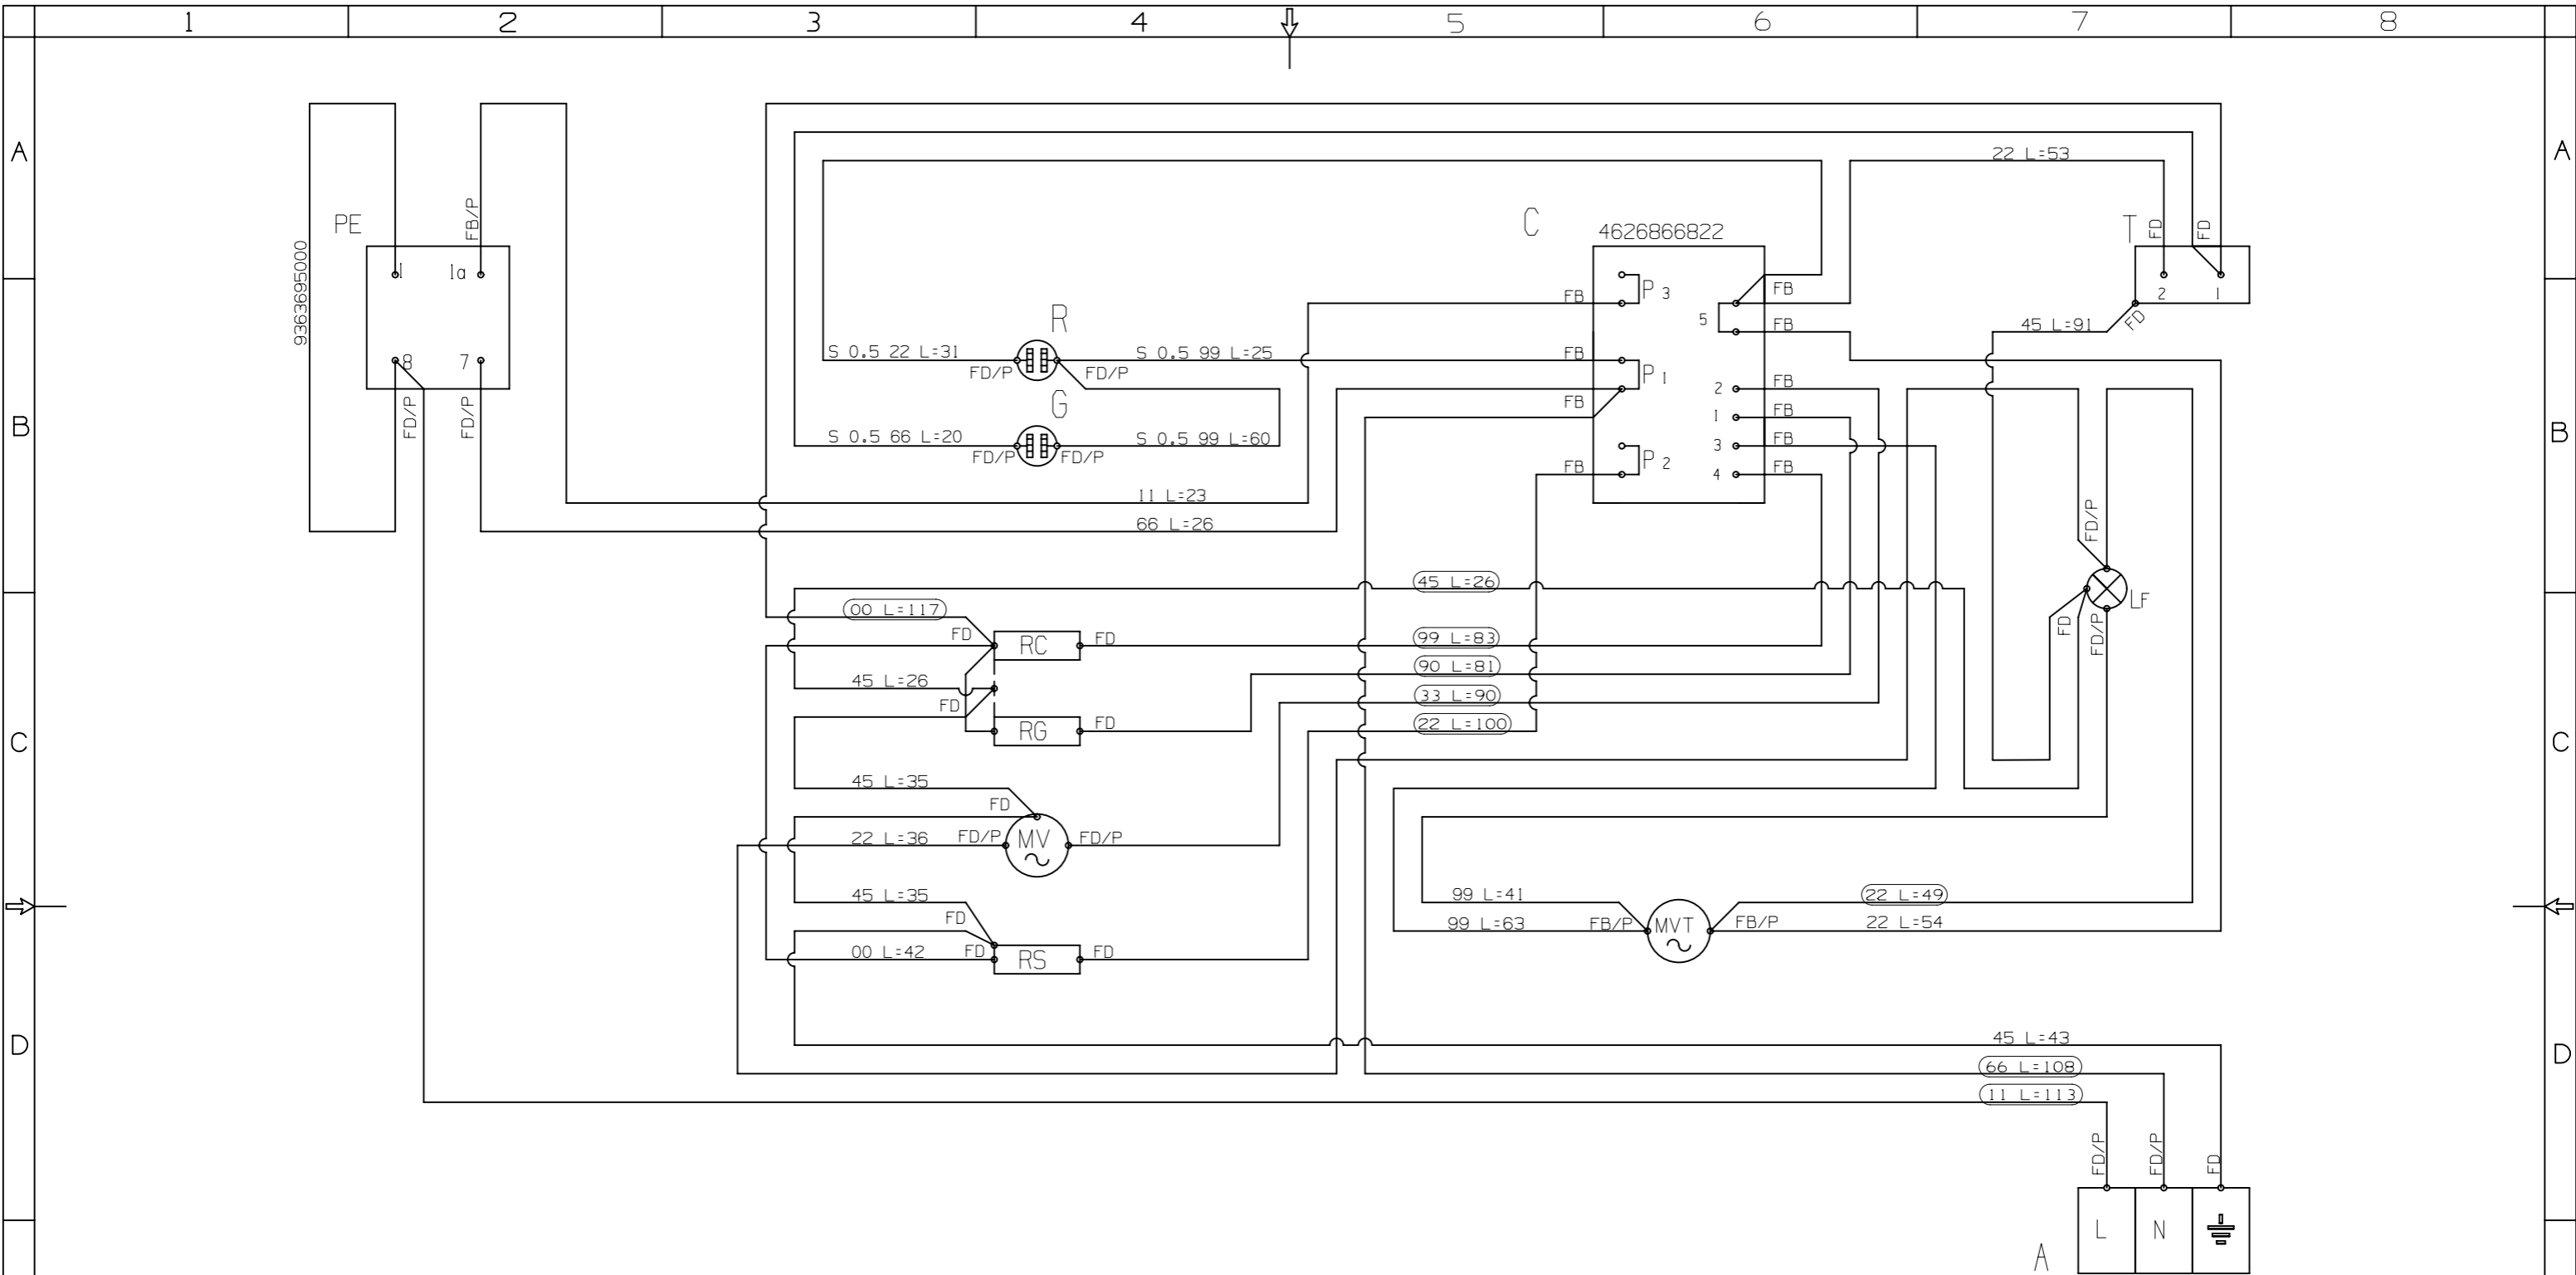 1 2 3 4 5 6 7 8
A A
22 L=53
PE FB/P C 4626866822 T FD FD
1 1a
9363695000
P 3 FB FB 5 2 1
R
S 0.5 22 L=31 FD/P FD/P S 0.5 99 L=25 FB P 1 FB 45 L=91 FD
8 7
G FB 2 FB
1 FB
B FD/P FD/P S 0.5 66 L=20 FD/P FD/P S 0.5 99 L=60 3 FB B
FB P 2 4 FB
11 L=23
66 L=26 FD/P
45 L=26
00 L=117 LF
FD RC FD 99 L=83 FD FD/P
90 L=81
45 L=26
FD 33 L=90
RG FD 22 L=100
C C
45 L=35
FD
22 L=36 FD/P MV FD/P
45 L=35 99 L=41 22 L=49
FD 99 L=63 FB/P MVT FB/P 22 L=54
00 L=42 FD RS FD
D 45 L=43 D
66 L=108
11 L=113
FD/P FD/P FD
L N
A